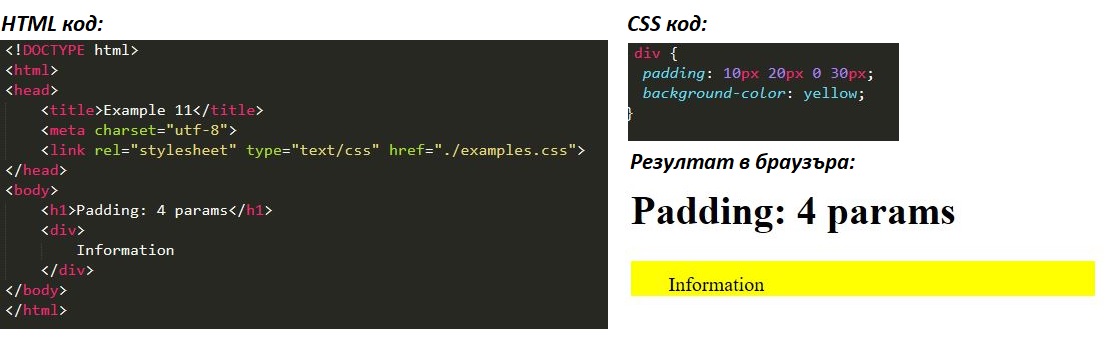 HTML код:
<!DOCTYPE html>
<html>
<head>
    <title>Example 11</title>
    <meta charset="utf-8">
    <link rel="stylesheet" type="text/css" href="./examples.css">
</head>
<body>
    <h1>Padding: 4 params</h1>
    <div>
        Information
    </div>
</body>
</html>
CSS код:
div {
  padding: 10px 20px 0 30px;
  background-color: yellow;
}
Резултат в браузъра:
Padding: 4 params
Information